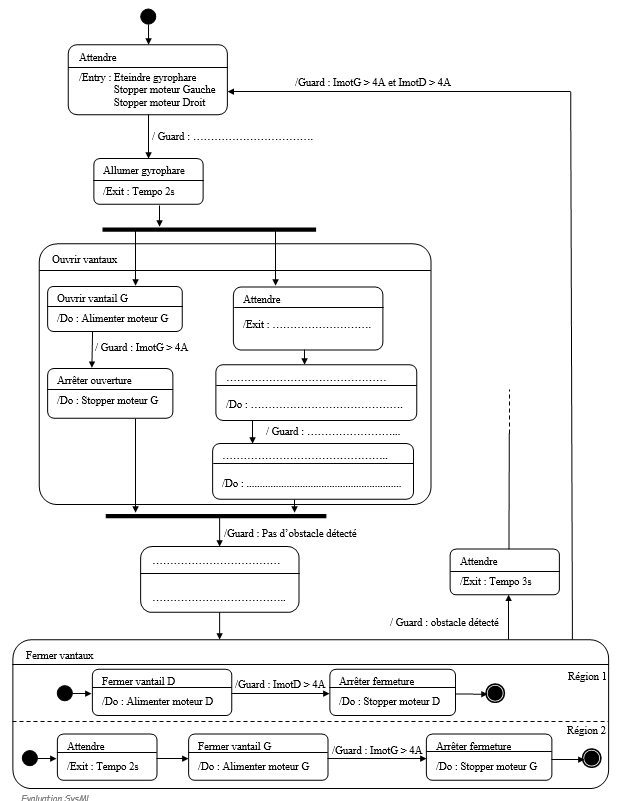 Attendre
/Entry : Eteindre gyrophare
Stopper moteur Gauche
Stopper moteur Droit
/Guard : ImotG > 4A et ImotD > 4A
/ Guard : …………………………….
Allumer gyrophare
/Exit : Tempo 2s
Ouvrir vantaux
Ouvrir vantail G
/Do : Alimenter moteur G
Attendre
/Exit : ……………………….
/ Guard : ImotG > 4A
Arrêter ouverture
/Do : Stopper moteur G
……………………………………….
/Do : ……………………………………..
/ Guard : ……………………...
………………………………………..
/Do : ........................................................
/Guard : Pas d’obstacle détecté
………………………………
………………………………..
Attendre
/Exit : Tempo 3s
/ Guard : obstacle détecté
Fermer vantaux
Région 1
Fermer vantail D
/Do : Alimenter moteur D
/Guard : ImotD > 4A
Arrêter fermeture
/Do : Stopper moteur D
Région 2
Attendre
/Exit : Tempo 2s
Fermer vantail G
/Do : Alimenter moteur G
/Guard : ImotG > 4A
Arrêter fermeture
/Do : Stopper moteur G
Evaluation SysML